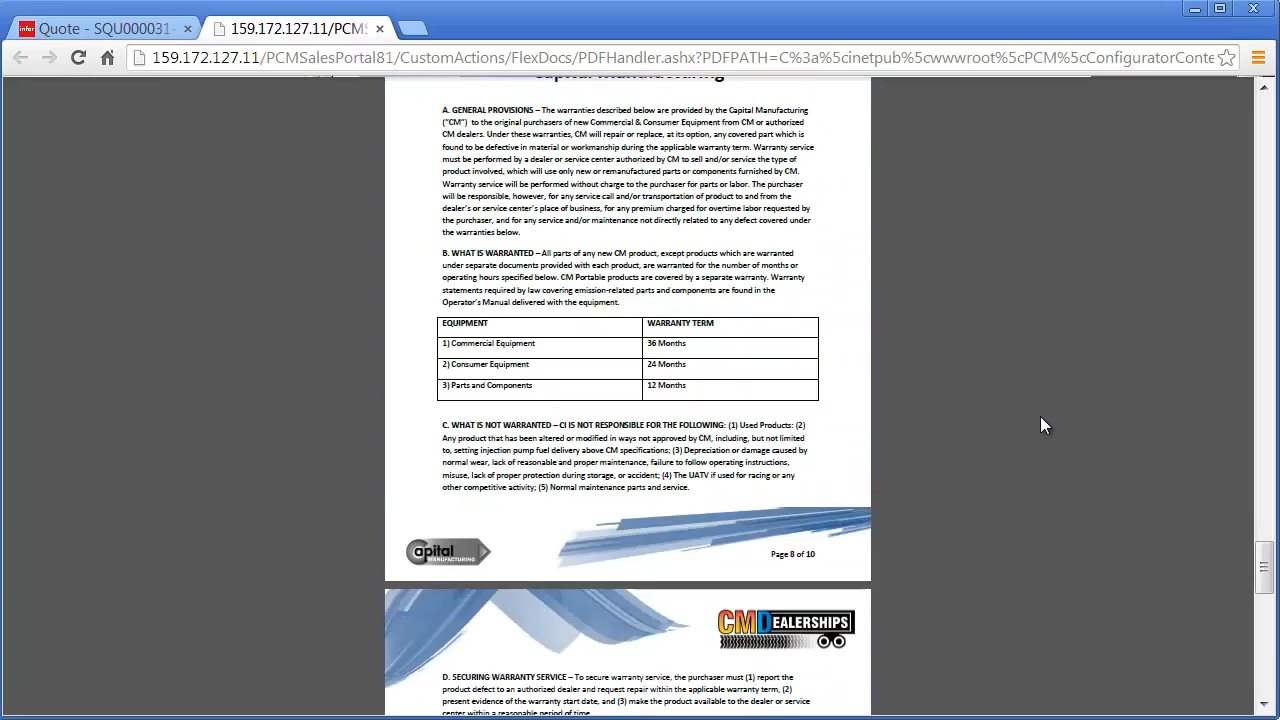 Quote - SQU000031-
159.172.127.11/PCMS
159.172.127.11/PCMSalesPortal81/CustomActions/FlexDocs/PDFHandler.ashx?PDFPATH=C%3a%5cinetpub%5cwwwroot%5cPCM%5cConfiguratorConte
Capital Manufacturing
A. GENERAL PROVISIONS – The warranties described below are provided by the Capital Manufacturing
("CM") to the original purchasers of new Commercial & Consumer Equipment from CM or authorized
CM dealers. Under these warranties, CM will repair or replace, at its option, any covered part which is
found to be defective in material or workmanship during the applicable warranty term. Warranty service
must be performed by a dealer or service center authorized by CM to sell and/or service the type of
product involved, which will use only new or remanufactured parts or components furnished by CM.
Warranty service will be performed without charge to the purchaser for parts or labor. The purchaser
will be responsible, however, for any service call and/or transportation of product to and from the
dealer's or service center's place of business, for any premium charged for overtime labor requested by
the purchaser, and for any service and/or maintenance not directly related to any defect covered under
the warranties below.
B. WHAT IS WARRANTED – All parts of any new CM product, except products which are warranted
under separate documents provided with each product, are warranted for the number of months or
operating hours specified below. CM Portable products are covered by a separate warranty. Warranty
statements required by law covering emission-related parts and components are found in the
Operator's Manual delivered with the equipment.
EQUIPMENT WARRANTY TERM
1) Commercial Equipment 36 Months
2) Consumer Equipment 24 Months
3) Parts and Components 12 Months
C. WHAT IS NOT WARRANTED – CI IS NOT RESPONSIBLE FOR THE FOLLOWING: (1) Used Products: (2)
Any product that has been altered or modified in ways not approved by CM, including, but not limited
to, setting injection pump fuel delivery above CM specifications; (3) Depreciation or damage caused by
normal wear, lack of reasonable and proper maintenance, failure to follow operating instructions,
misuse, lack of proper protection during storage, or accident; (4) The UATV if used for racing or any
other competitive activity; (5) Normal maintenance parts and service.
Capital MANUFACTURING
Page 8 of 10
CMDEALERSHIPS
D. SECURING WARRANTY SERVICE – To secure warranty service, the purchaser must (1) report the
product defect to an authorized dealer and request repair within the applicable warranty term, (2)
present evidence of the warranty start date, and (3) make the product available to the dealer or service
center within a reasonable period of time.